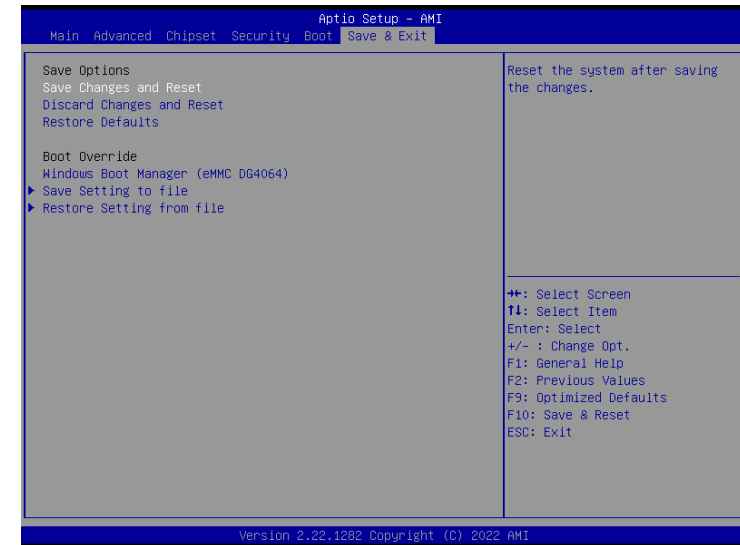 Aptio Setup - AMI
Main Advanced Chipset Security Boot Save & Exit
Save Options
Save Changes and Reset
Discard Changes and Reset
Restore Defaults
Boot Override
Windows Boot Manager (eMMC DG4064)
Save Setting to file
Restore Setting from file
Reset the system after saving
the changes.
→←: Select Screen
↑↓: Select Item
Enter: Select
+/- : Change Opt.
F1: General Help
F2: Previous Values
F9: Optimized Defaults
F10: Save & Reset
ESC: Exit
Version 2.22.1282 Copyright (C) 2022 AMI